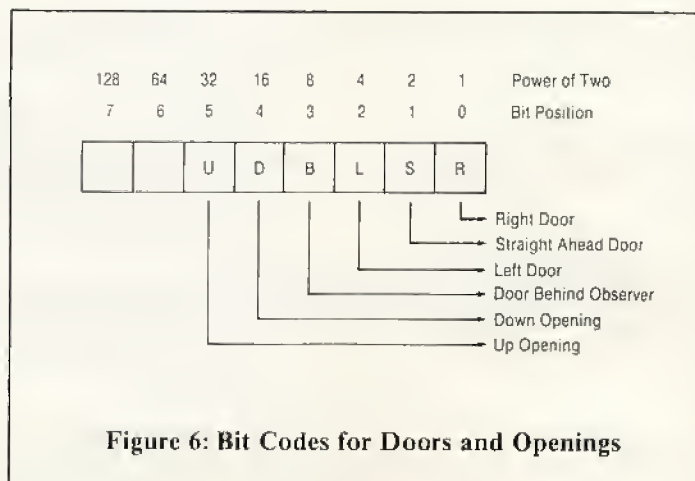 128 64 32 16 8 4 2 1 Power of Two
7 6 5 4 3 2 1 0 Bit Position
U D B L S R
Right Door
Straight Ahead Door
Left Door
Door Behind Observer
Down Opening
Up Opening
Figure 6: Bit Codes for Doors and Openings